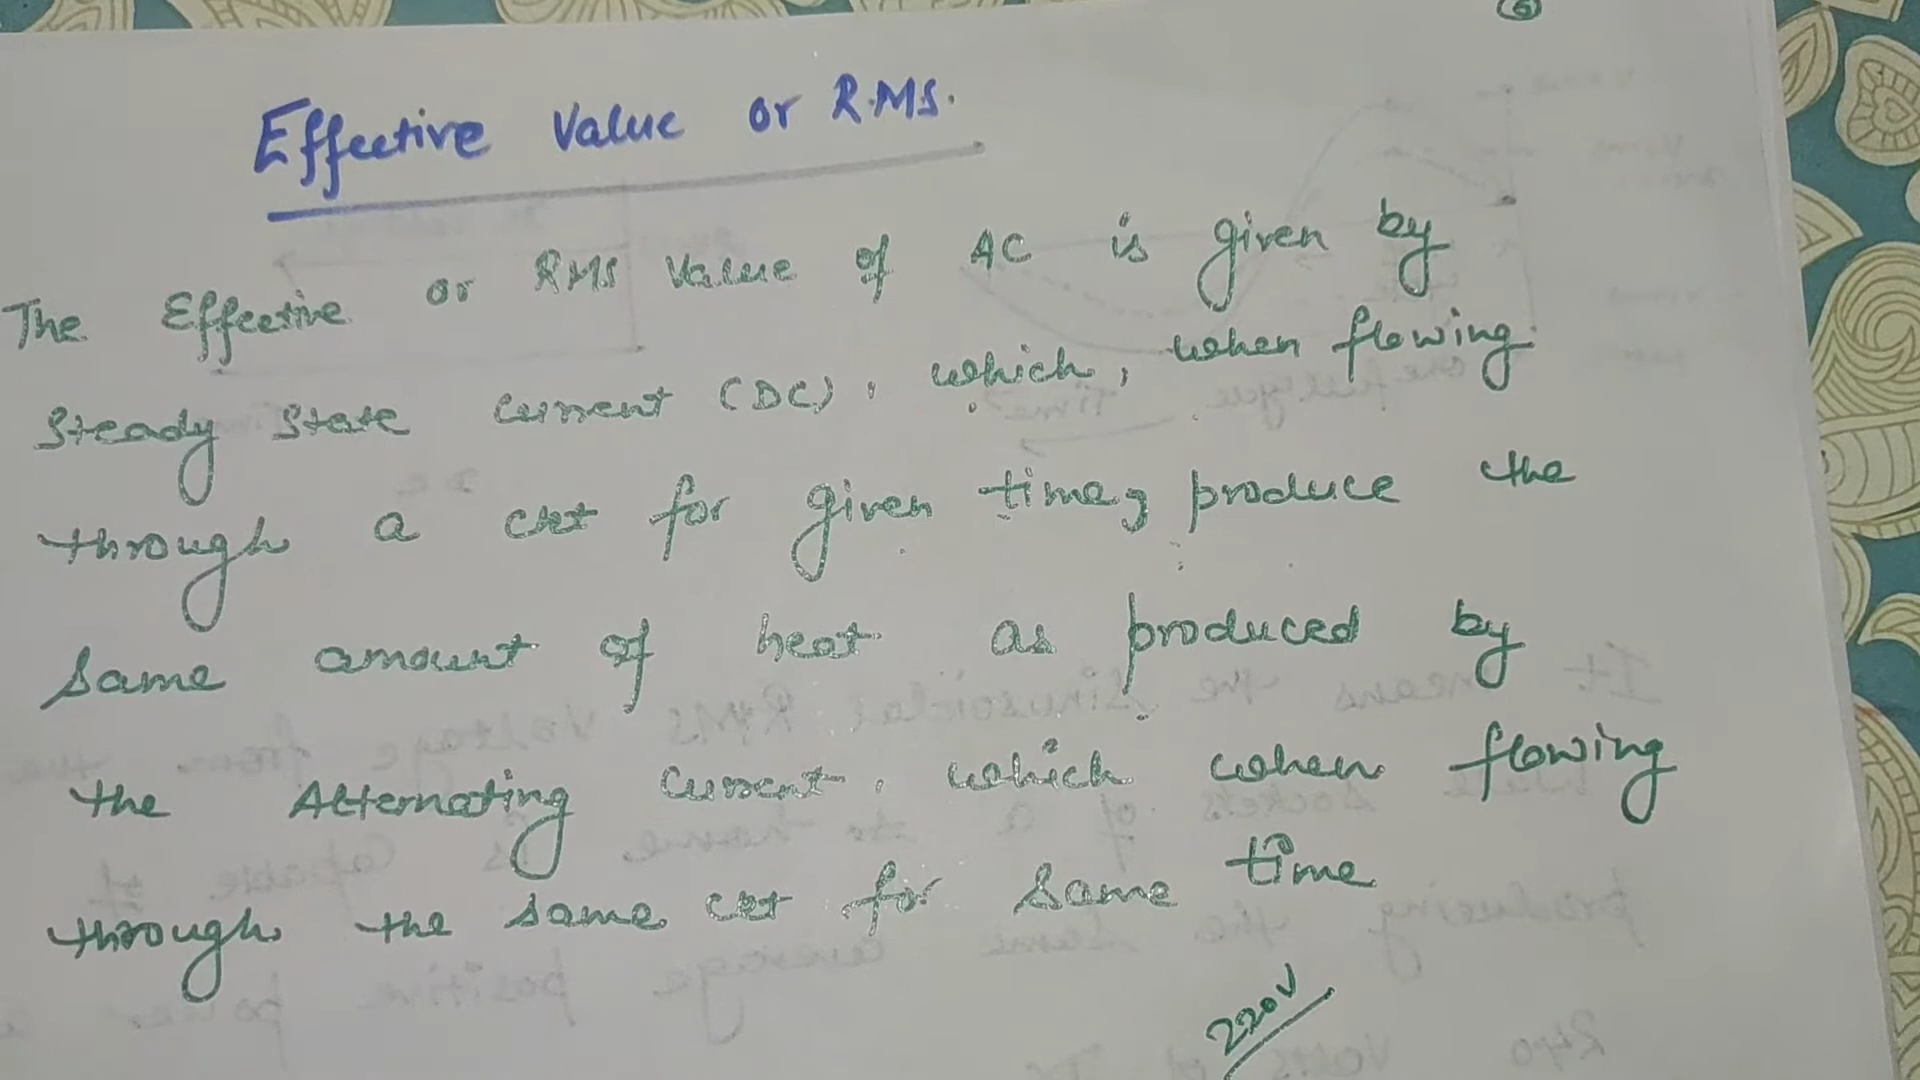 6
Effective Value or R.M.S.
The Effective or RMS Value of AC is given by
Steady State current (DC), which, when flowing
through a ckt for given time, produce the
same amount of heat as produced by
the Alternating current, which when flowing
through the same ckt for same time
220V